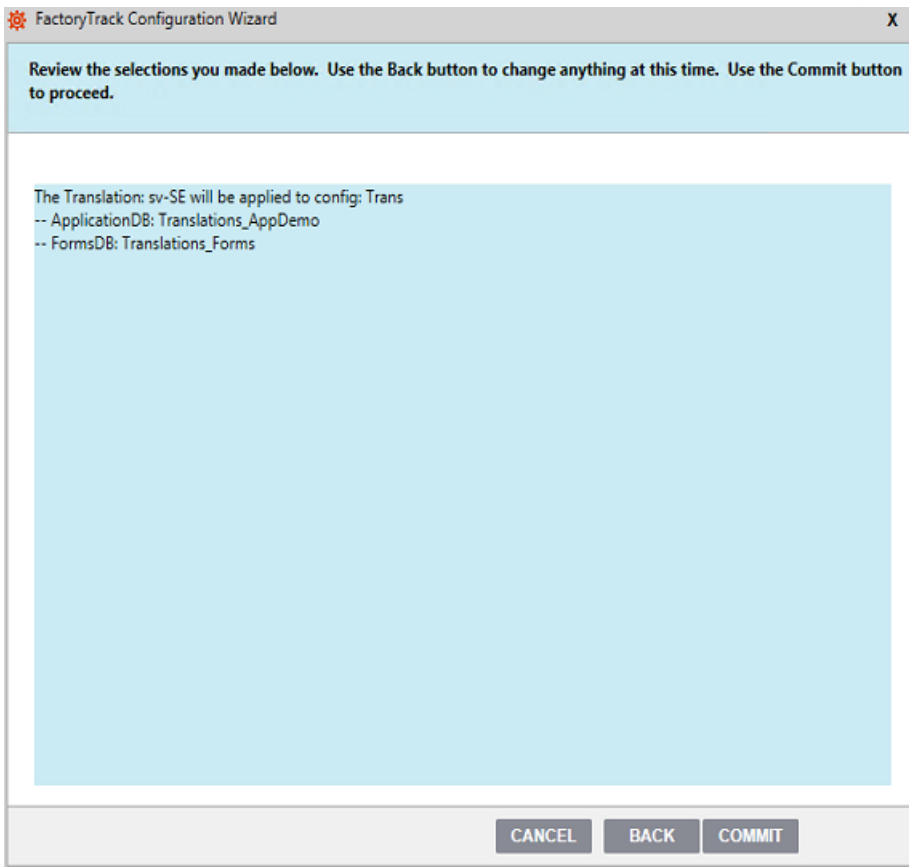 FactoryTrack Configuration Wizard
X
Review the selections you made below.  Use the Back button to change anything at this time.  Use the Commit button
to proceed.
The Translation: sv-SE will be applied to config: Trans
-- ApplicationDB: Translations_AppDemo
-- FormsDB: Translations_Forms
CANCEL
BACK
COMMIT